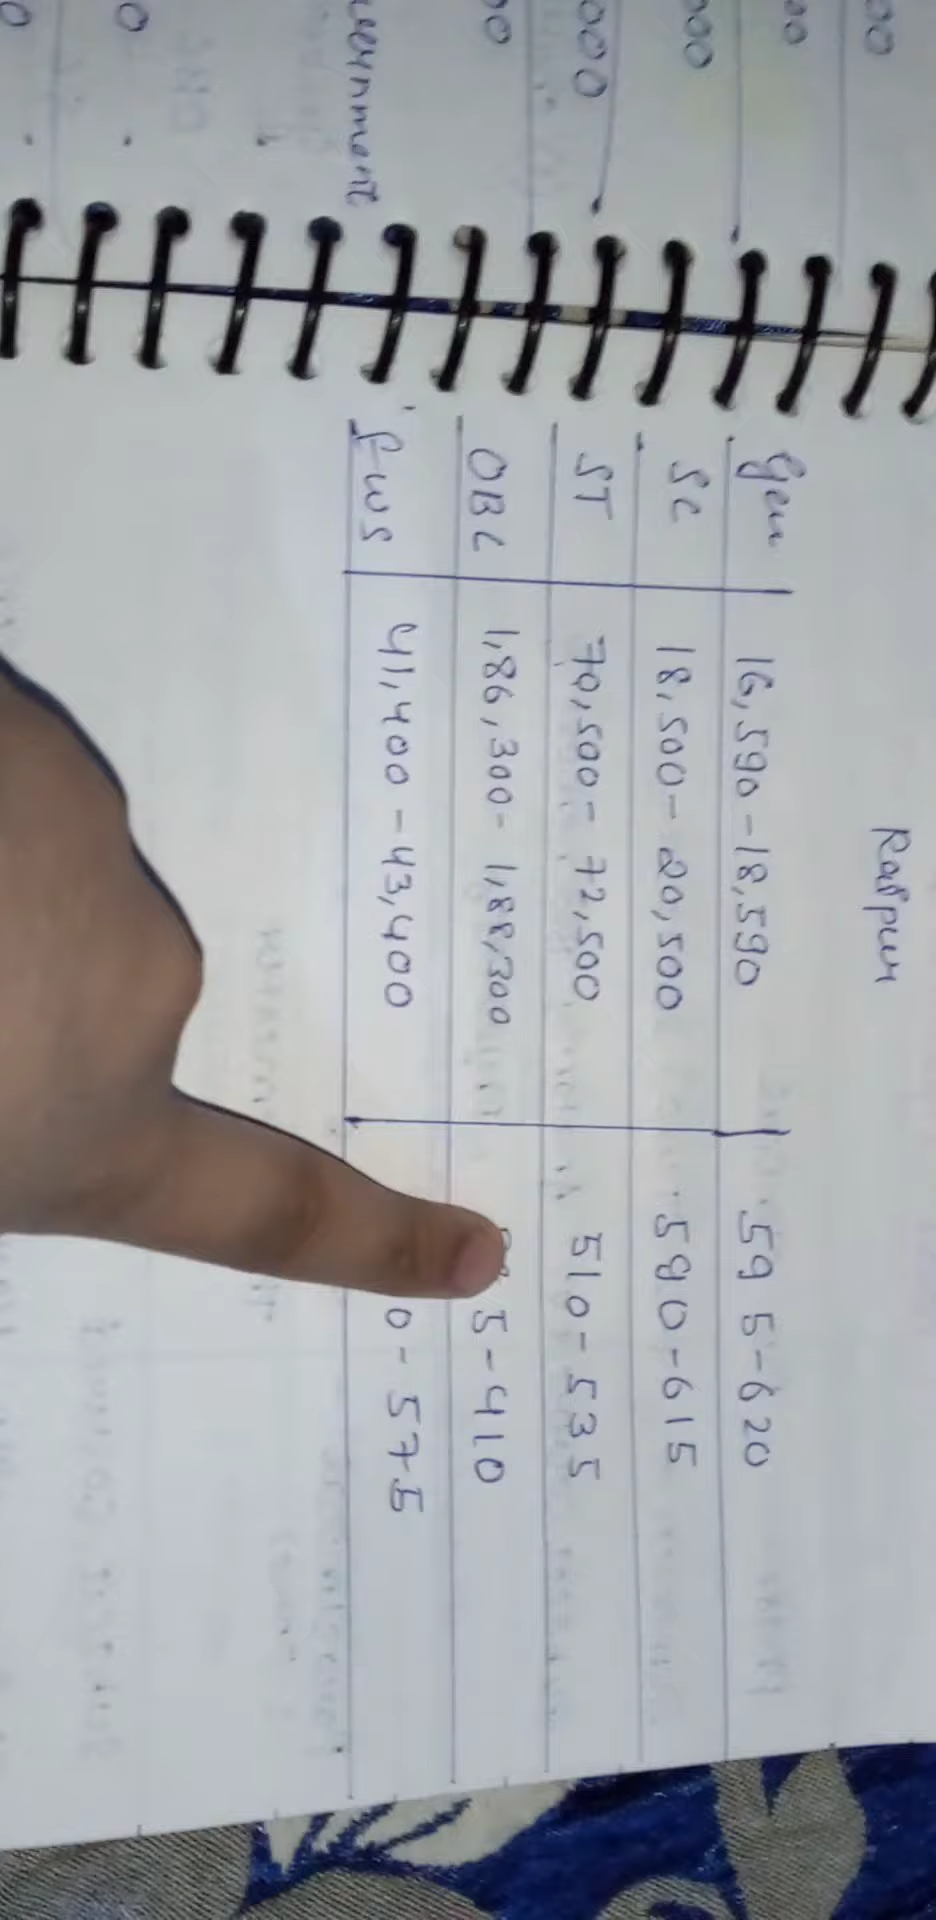 Raipur
Gen 16,590-18,590 595-620
SC 18,500-20,500 590-615
ST 70,500-72,500 510-535
OBC 1,86,300-1,88,300 5-410
EWS 41,400-43,400 0-575
000
00